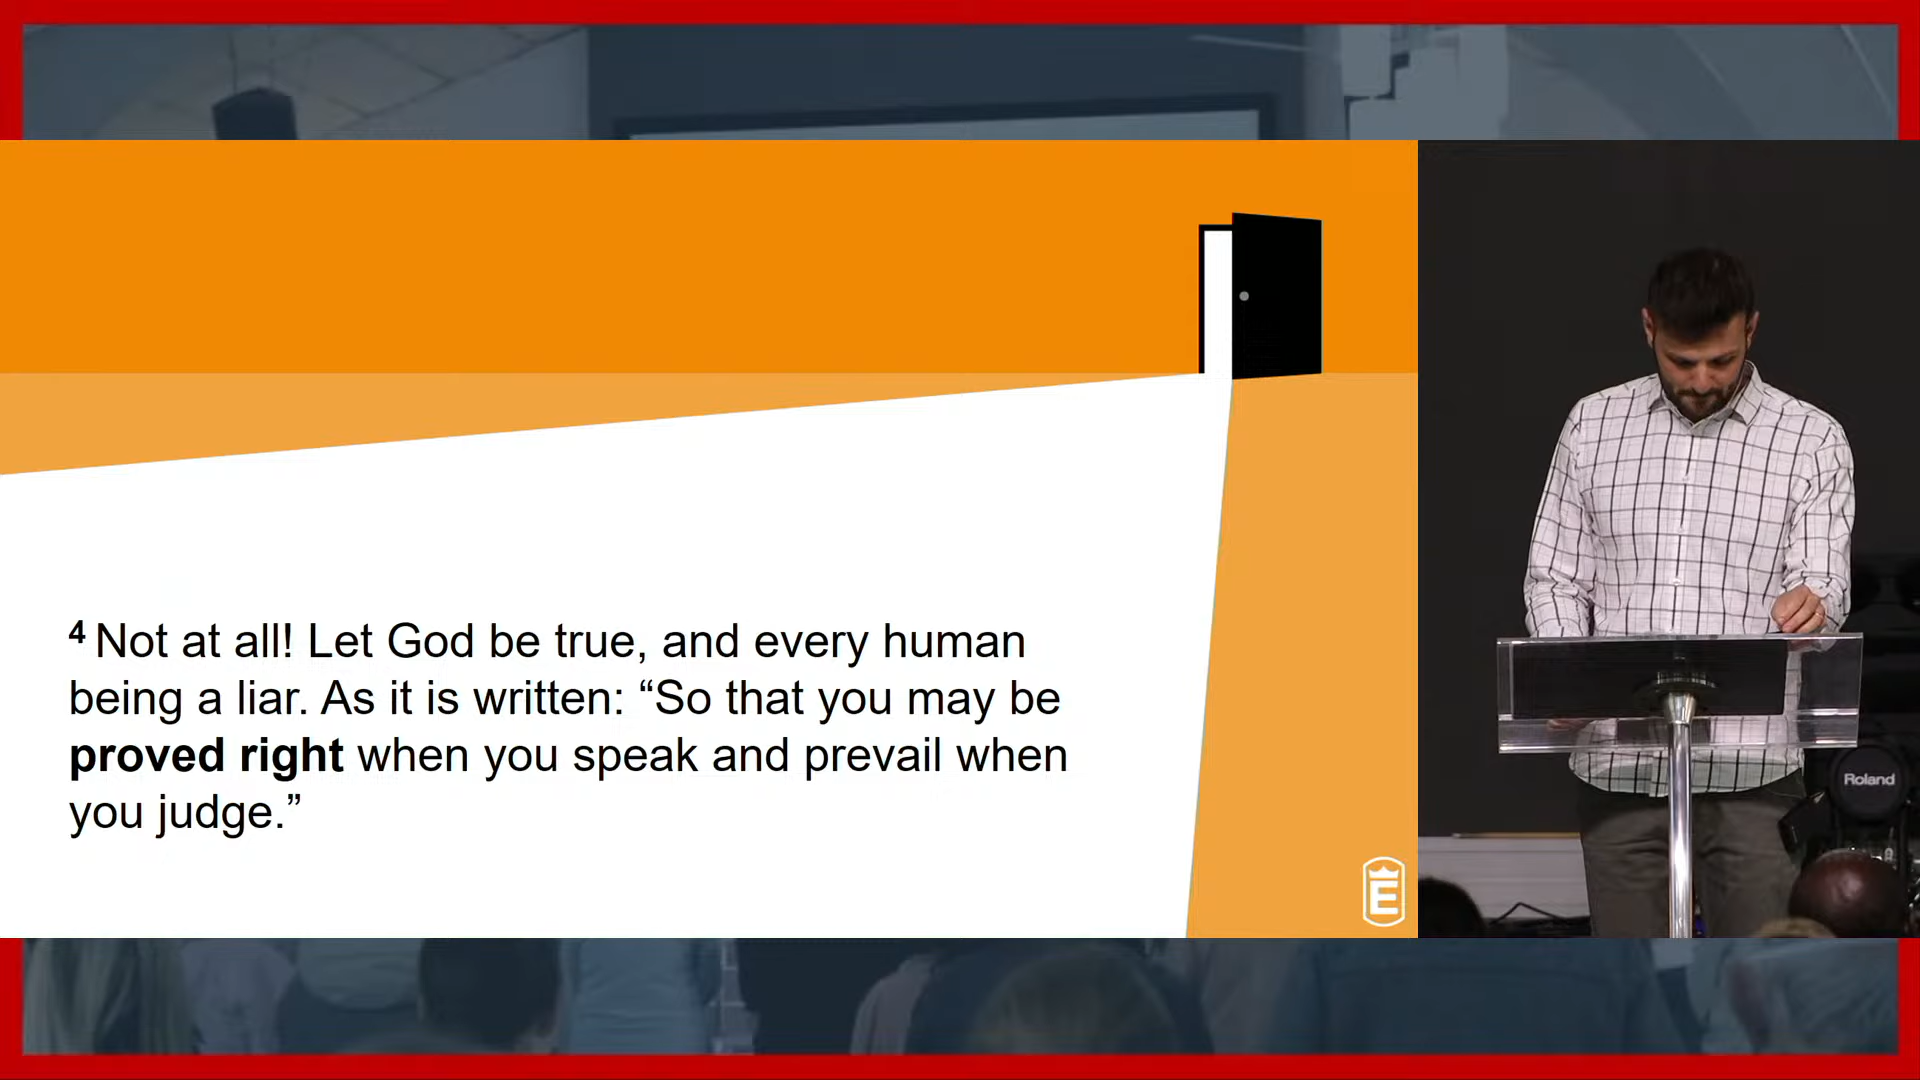 4 Not at all! Let God be true, and every human
being a liar. As it is written: “So that you may be
proved right when you speak and prevail when
you judge.”
E
Roland